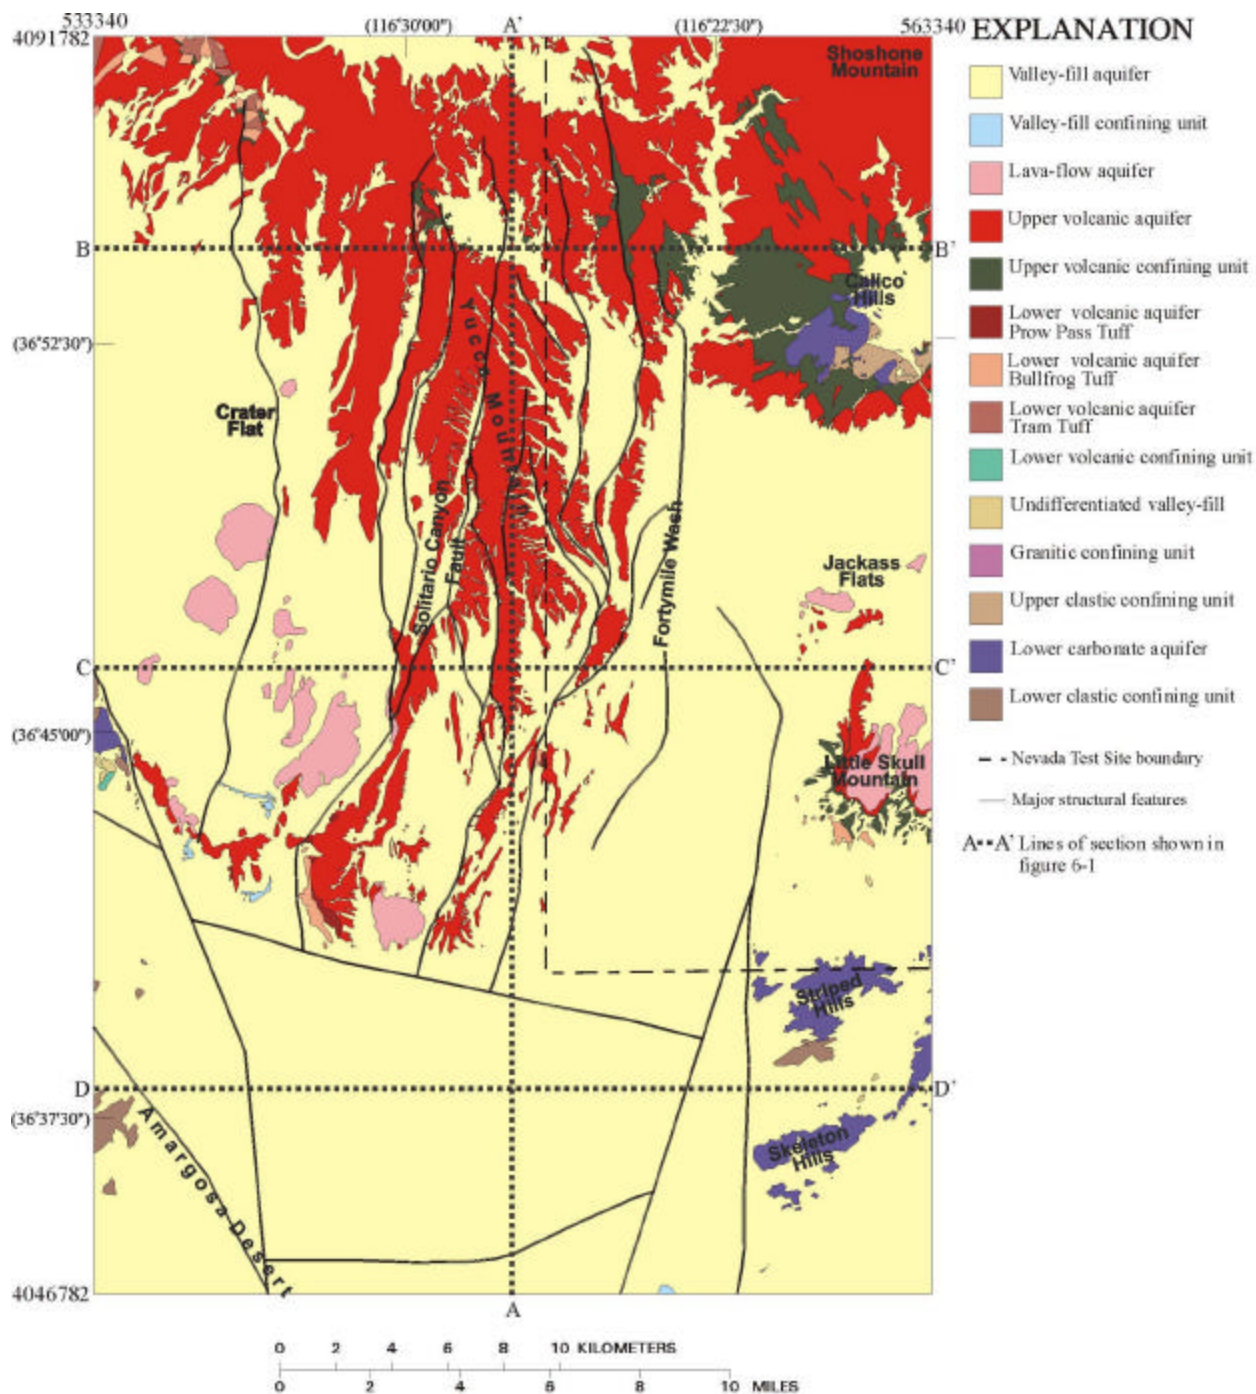 533340
(116°30'00")
A'
(116°22'30")
563340
4091782
EXPLANATION
Shoshone
Mountain
Valley-fill aquifer
Valley-fill confining unit
Lava-flow aquifer
Upper volcanic aquifer
B
B'
Upper volcanic confining unit
Calico
Hills
Lower volcanic aquifer
Prow Pass Tuff
(36°52'30")
Yucca Mountain
Lower volcanic aquifer
Bullfrog Tuff
Crater
Flat
Lower volcanic aquifer
Tram Tuff
Lower volcanic confining unit
Undifferentiated valley-fill
Solitario Canyon
Fault
Fortymile Wash
Jackass
Flats
Granitic confining unit
Upper clastic confining unit
C
C'
Lower carbonate aquifer
Lower clastic confining unit
(36°45'00")
Little Skull
Mountain
Nevada Test Site boundary
Major structural features
A A' Lines of section shown in
figure 6-1
Striped
Hills
D
D'
(36°37'30")
Amargosa Desert
Skeleton
Hills
4046782
A
0 2 4 6 8 10 KILOMETERS
0 2 4 6 8 10 MILES